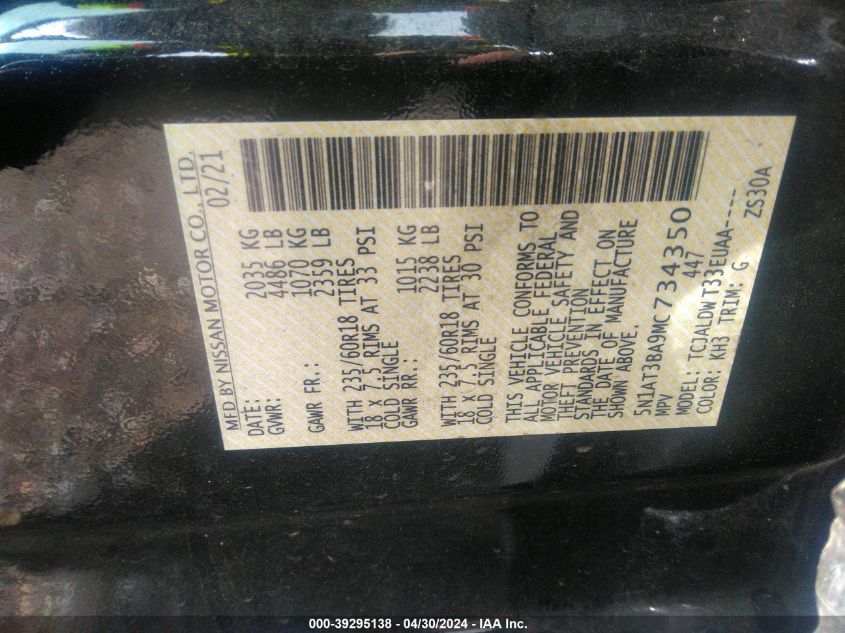 MFD BY NISSAN MOTOR CO., LTD.
DATE: 02/21
GVWR: 2035 KG
4486 LB
GAWR FR.: 1070 KG
2359 LB
WITH 235/60R18 TIRES
18 X 7.5 RIMS AT 33 PSI
COLD SINGLE
GAWR RR.: 1015 KG
2238 LB
WITH 235/60R18 TIRES
18 X 7.5 RIMS AT 30 PSI
COLD SINGLE
THIS VEHICLE CONFORMS TO
ALL APPLICABLE FEDERAL
MOTOR VEHICLE SAFETY AND
THEFT PREVENTION
STANDARDS IN EFFECT ON
THE DATE OF MANUFACTURE
SHOWN ABOVE.
5N1AT3BA9MC734350
MPV 447
MODEL: TCJALDWT33EUAA----
COLOR: KH3 TRIM: G ZS30A
000-39295138 - 04/30/2024 - IAA Inc.